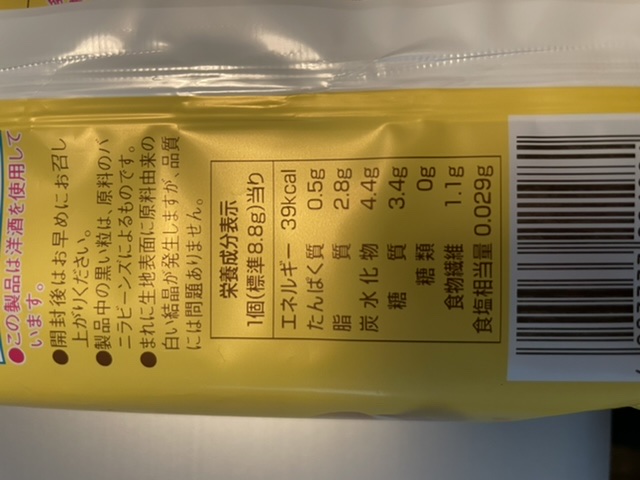 ●この製品は洋酒を使用して
います。
●開封後はお早めにお召し
上がりください。
●製品中の黒い粒は、原料のバ
ニラビーンズによるものです。
●まれに生地表面に原料由来の
白い結晶が発生しますが、品質
には問題ありません。
栄養成分表示
1個(標準8.8g)当り
エネルギー 39kcal
たんぱく質 0.5g
脂質 2.8g
炭水化物 4.4g
糖質 3.4g
糖類 0g
食物繊維 1.1g
食塩相当量 0.029g